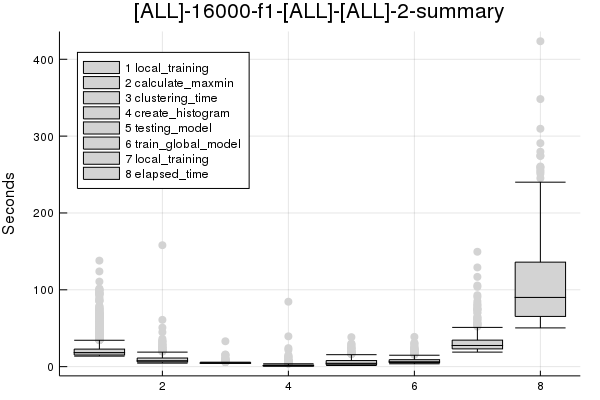 [ALL]-16000-f1-[ALL]-[ALL]-2-summary
400
300
200
100
0
Seconds
1 local_training
2 calculate_maxmin
3 clustering_time
4 create_histogram
5 testing_model
6 train_global_model
7 local_training
8 elapsed_time
2 4 6 8